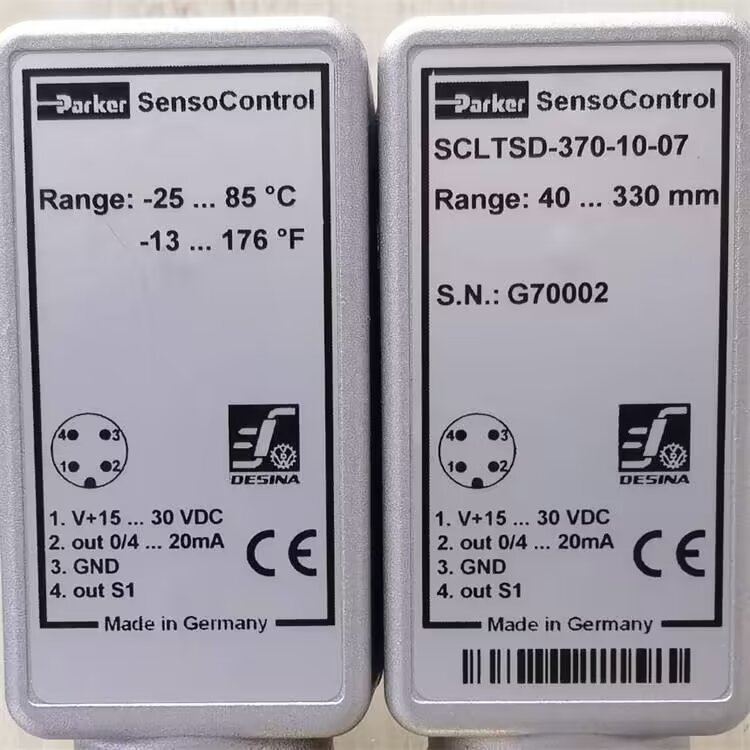 Parker SensoControl
Range: -25 ... 85 °C
-13 ... 176 °F
4 3
1 2
DESINA
1. V+15 ... 30 VDC
2. out 0/4 ... 20mA
3. GND
4. out S1
CE
Made in Germany
Parker SensoControl
SCLTSD-370-10-07
Range: 40 ... 330 mm
S.N.: G70002
4 3
1 2
DESINA
1. V+15 ... 30 VDC
2. out 0/4 ... 20mA
3. GND
4. out S1
CE
Made in Germany